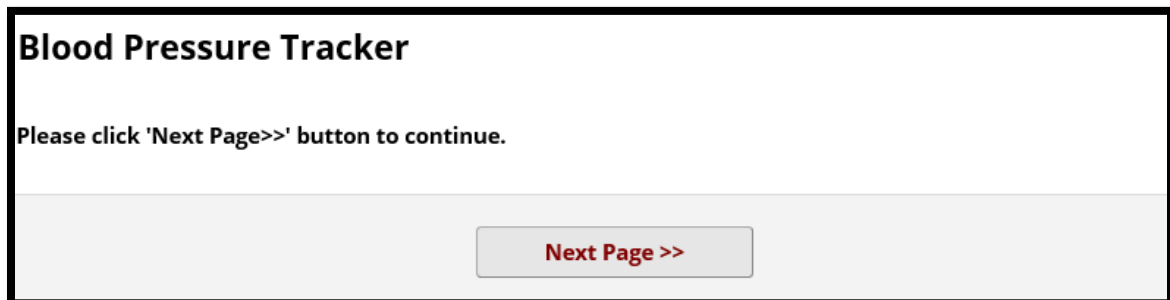 Blood Pressure Tracker
Please click 'Next Page>>' button to continue.
Next Page >>